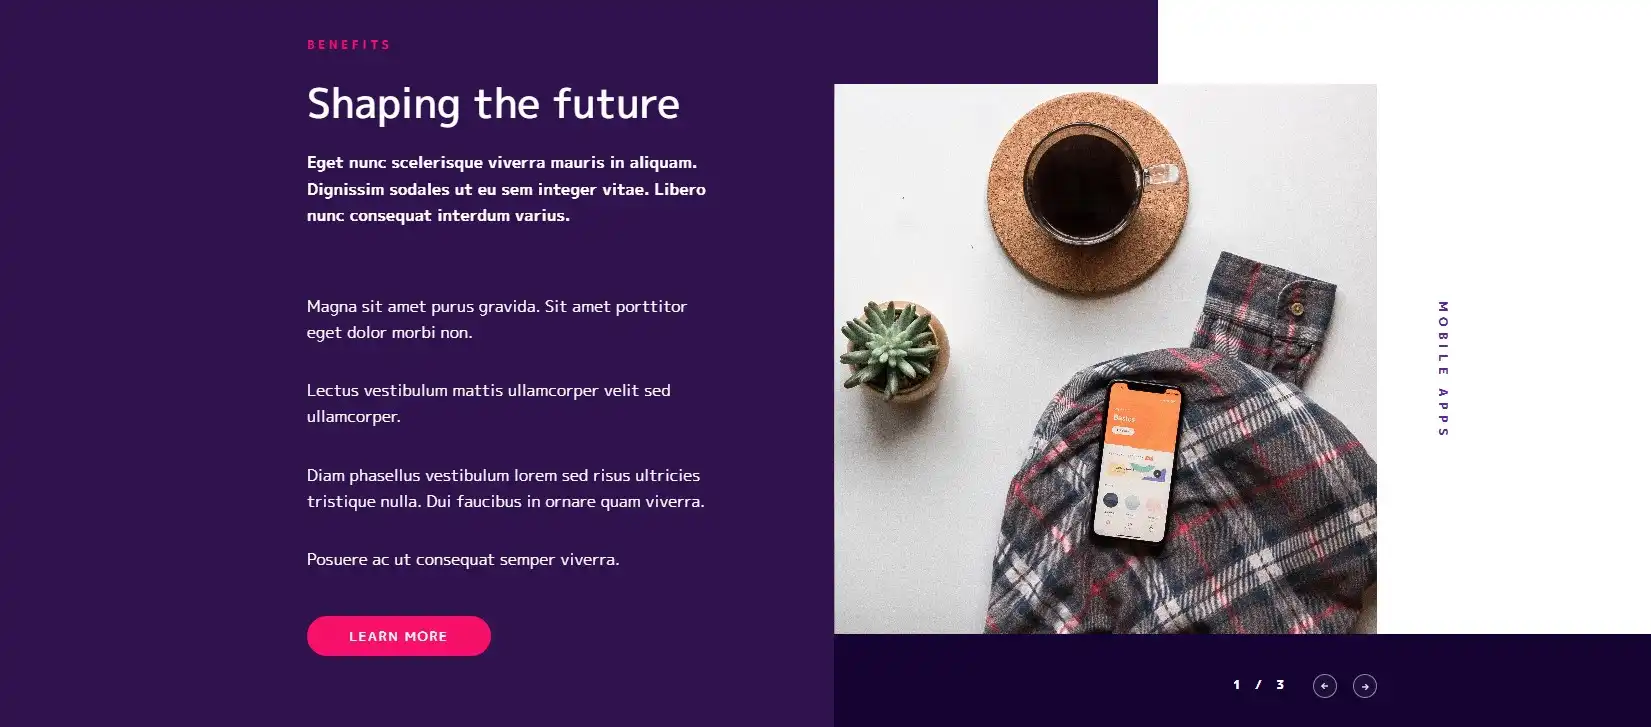 BENEFITS
Shaping the future
Eget nunc scelerisque viverra mauris in aliquam.
Dignissim sodales ut eu sem integer vitae. Libero
nunc consequat interdum varius.
Magna sit amet purus gravida. Sit amet porttitor
eget dolor morbi non.
Lectus vestibulum mattis ullamcorper velit sed
ullamcorper.
Diam phasellus vestibulum lorem sed risus ultricies
tristique nulla. Dui faucibus in ornare quam viverra.
Posuere ac ut consequat semper viverra.
LEARN MORE
Basics
MOBILE APPS
1 / 3